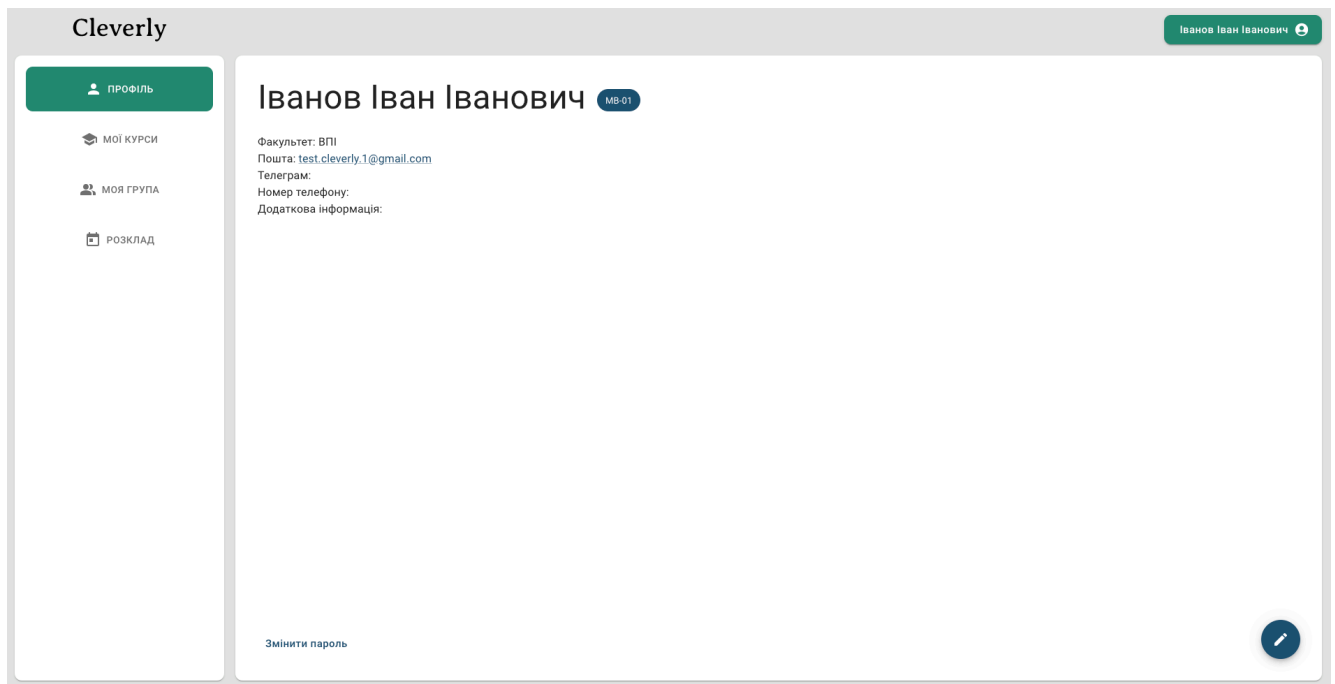 Cleverly
Іванов Іван Іванович
ПРОФІЛЬ
МОЇ КУРСИ
МОЯ ГРУПА
РОЗКЛАД
Іванов Іван Іванович МВ-01
Факультет: ВПІ
Пошта: test.cleverly.1@gmail.com
Телеграм:
Номер телефону:
Додаткова інформація:
Змінити пароль